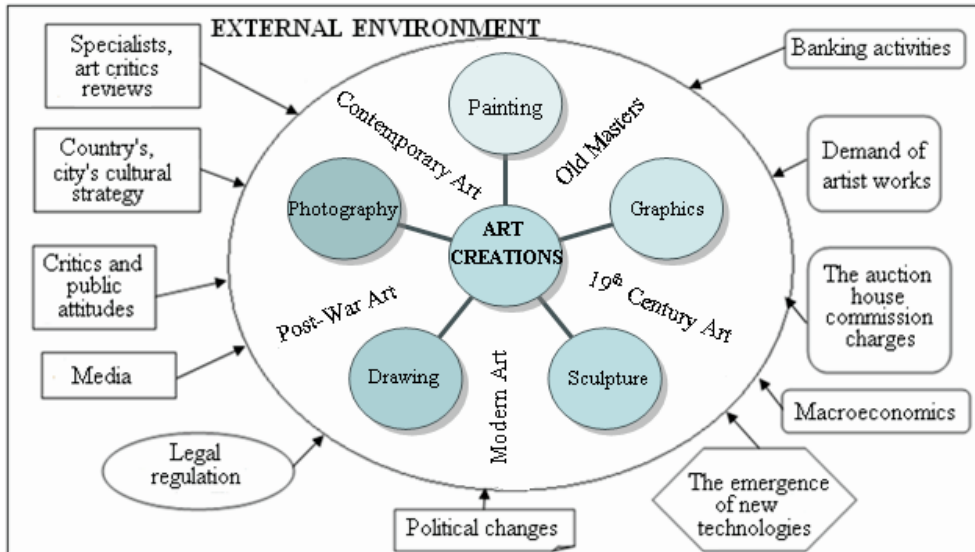 EXTERNAL ENVIRONMENT
Specialists,
art critics
reviews
Country's,
city's cultural
strategy
Critics and
public
attitudes
Media
Legal
regulation
Political changes
The emergence
of new
technologies
Macroeconomics
The auction
house
commission
charges
Demand of
artist works
Banking activities
Contemporary Art
Old Masters
19th Century Art
Modern Art
Post-War Art
Painting
Graphics
Sculpture
Drawing
Photography
ART
CREATIONS